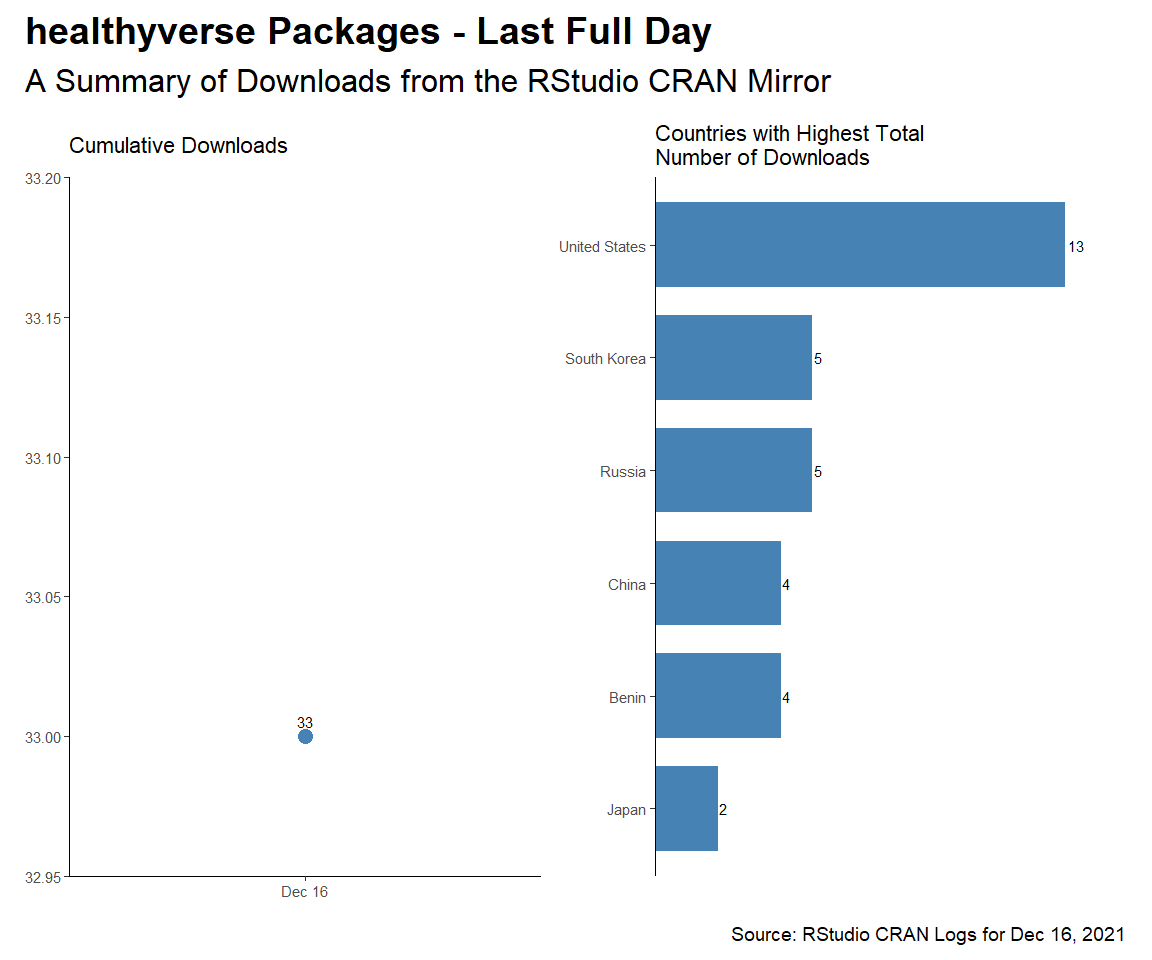 healthyverse Packages - Last Full Day
A Summary of Downloads from the RStudio CRAN Mirror
Cumulative Downloads
33.20
33.15
33.10
33.05
33.00
32.95
33
Dec 16
Countries with Highest Total
Number of Downloads
United States 13
South Korea 5
Russia 5
China 4
Benin 4
Japan 2
Source: RStudio CRAN Logs for Dec 16, 2021